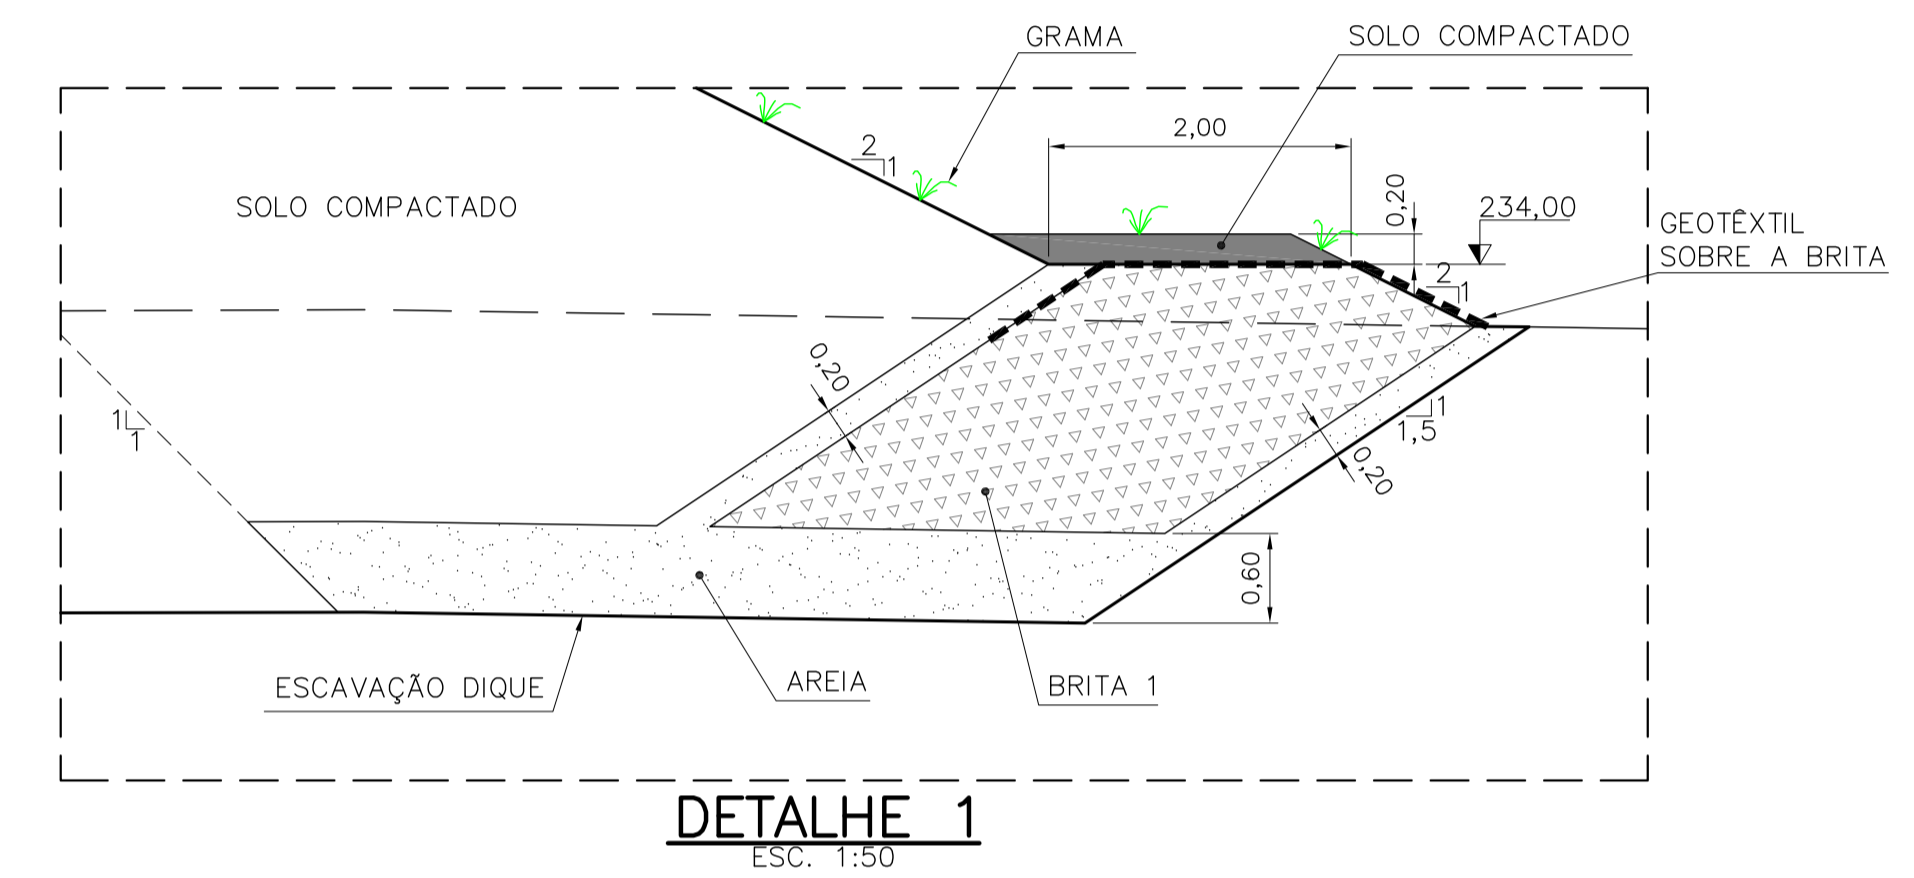 GRAMA
SOLO COMPACTADO
2,00
2
1
0,20
234,00
SOLO COMPACTADO
GEOTÊXTIL
SOBRE A BRITA
2
1
0,20
1
1
1
1,5
0,20
0,60
ESCAVAÇÃO DIQUE
AREIA
BRITA 1
DETALHE 1
ESC. 1:50